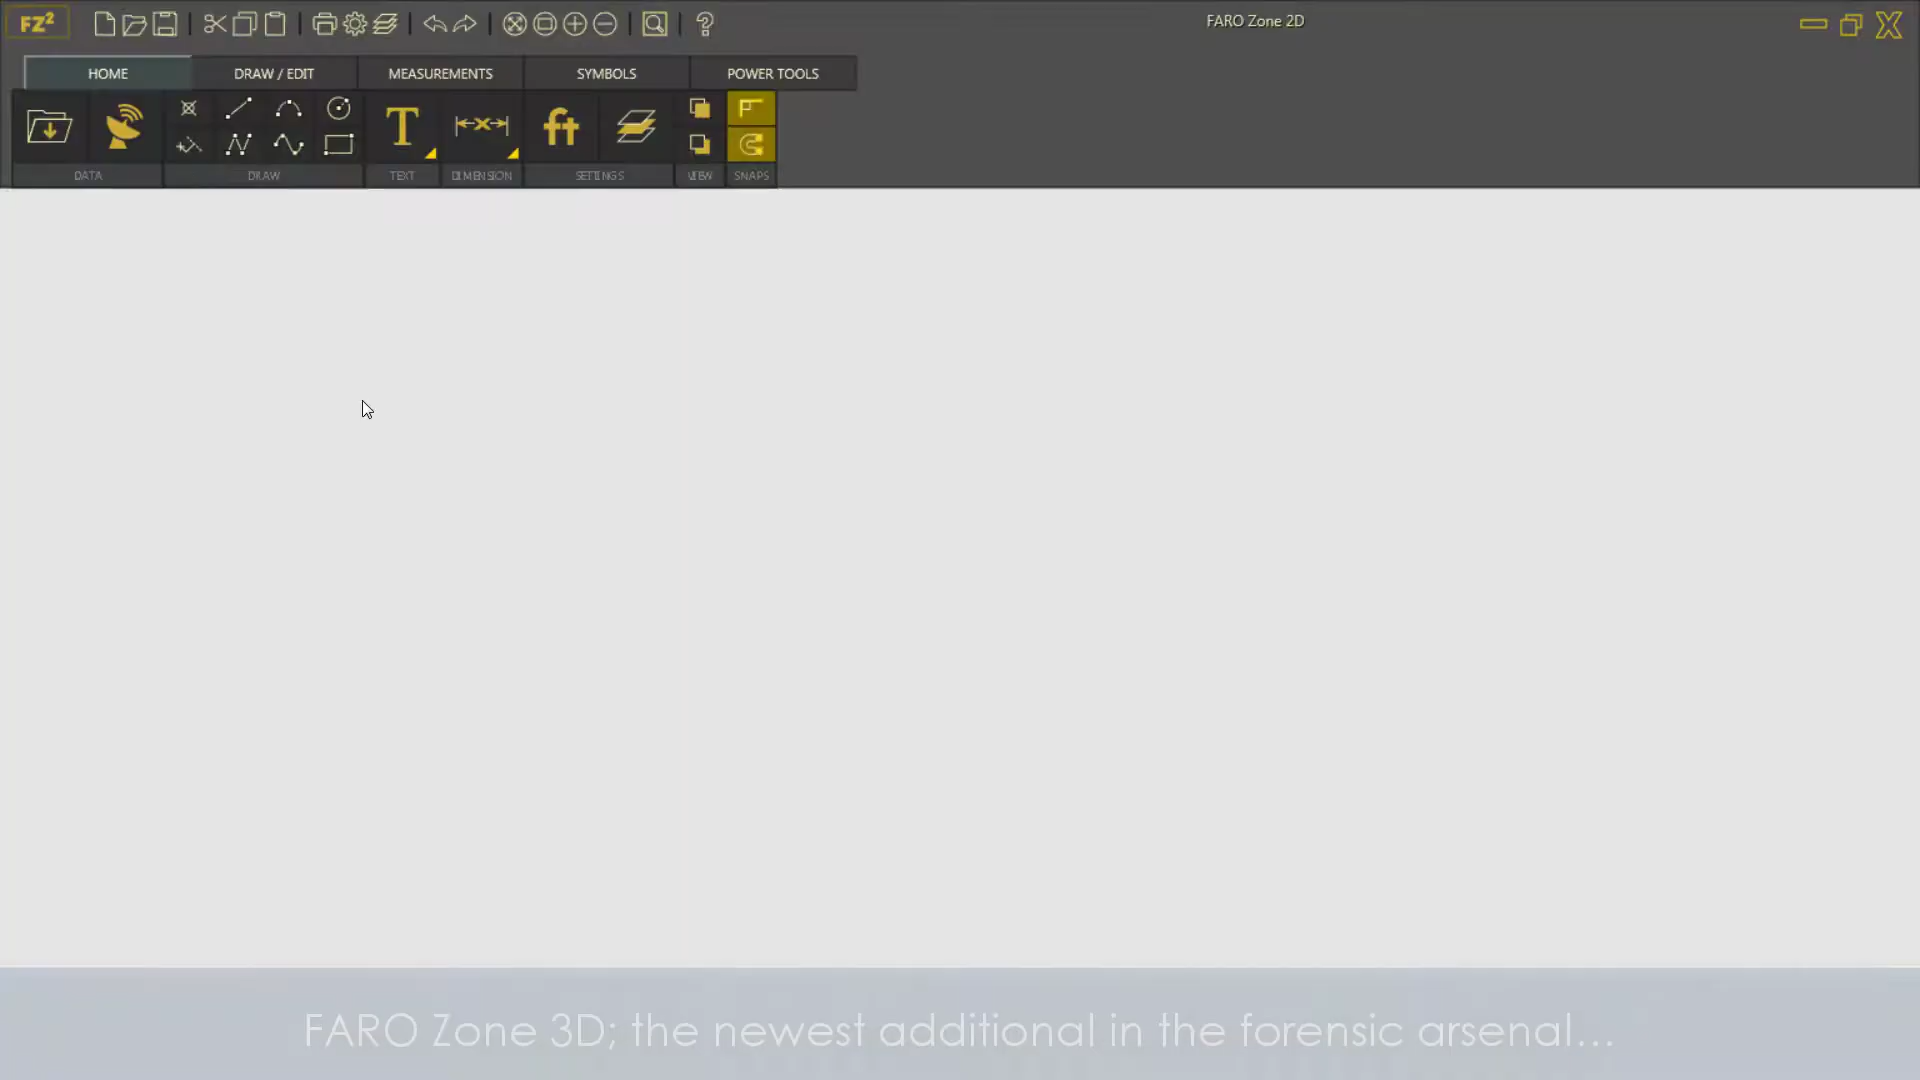 FZ²
FARO Zone 2D
HOME DRAW / EDIT MEASUREMENTS SYMBOLS POWER TOOLS
T ft
DATA DRAW TEXT DIMENSION SETTINGS VIEW SNAPS
FARO Zone 3D; the newest additional in the forensic arsenal...